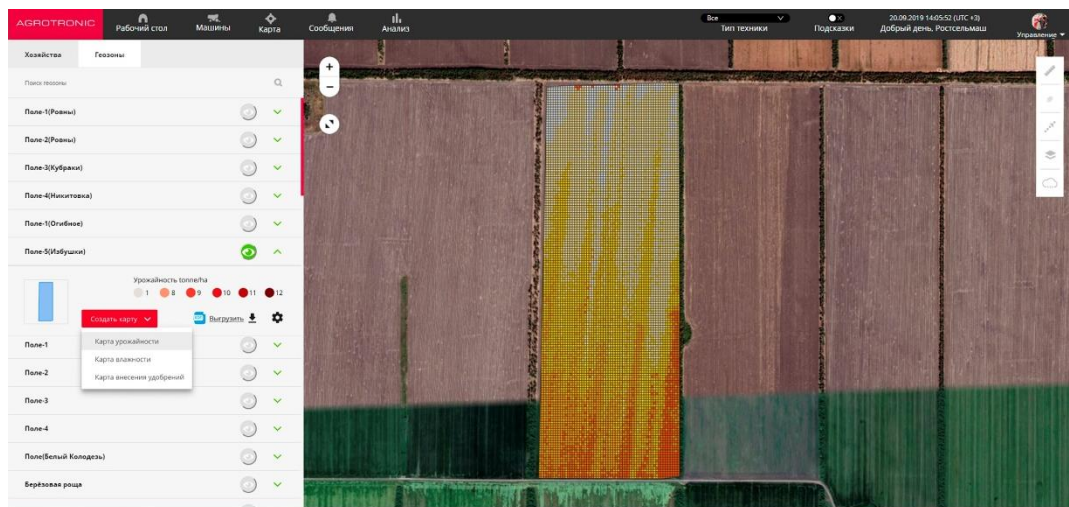 AGROTRONIC
Рабочий стол
Машины
Карта
Сообщения
Анализ
Все
Тип техники
Подсказки
20.09.2019 14:05:52 (UTC +3)
Добрый день, Ростсельмаш
Управление
Хозяйства
Геозоны
Поиск геозоны
Поле-1(Ровны)
Поле-2(Ровны)
Поле-3(Кубраки)
Поле-4(Никитовка)
Поле-1(Огибное)
Поле-5(Избушки)
Урожайность tonne/ha
1 8 9 10 11 12
Создать карту
Выгрузить
Карта урожайности
Карта влажности
Карта внесения удобрений
Поле-1
Поле-2
Поле-3
Поле-4
Поле(Белый Колодезь)
Берёзовая роща